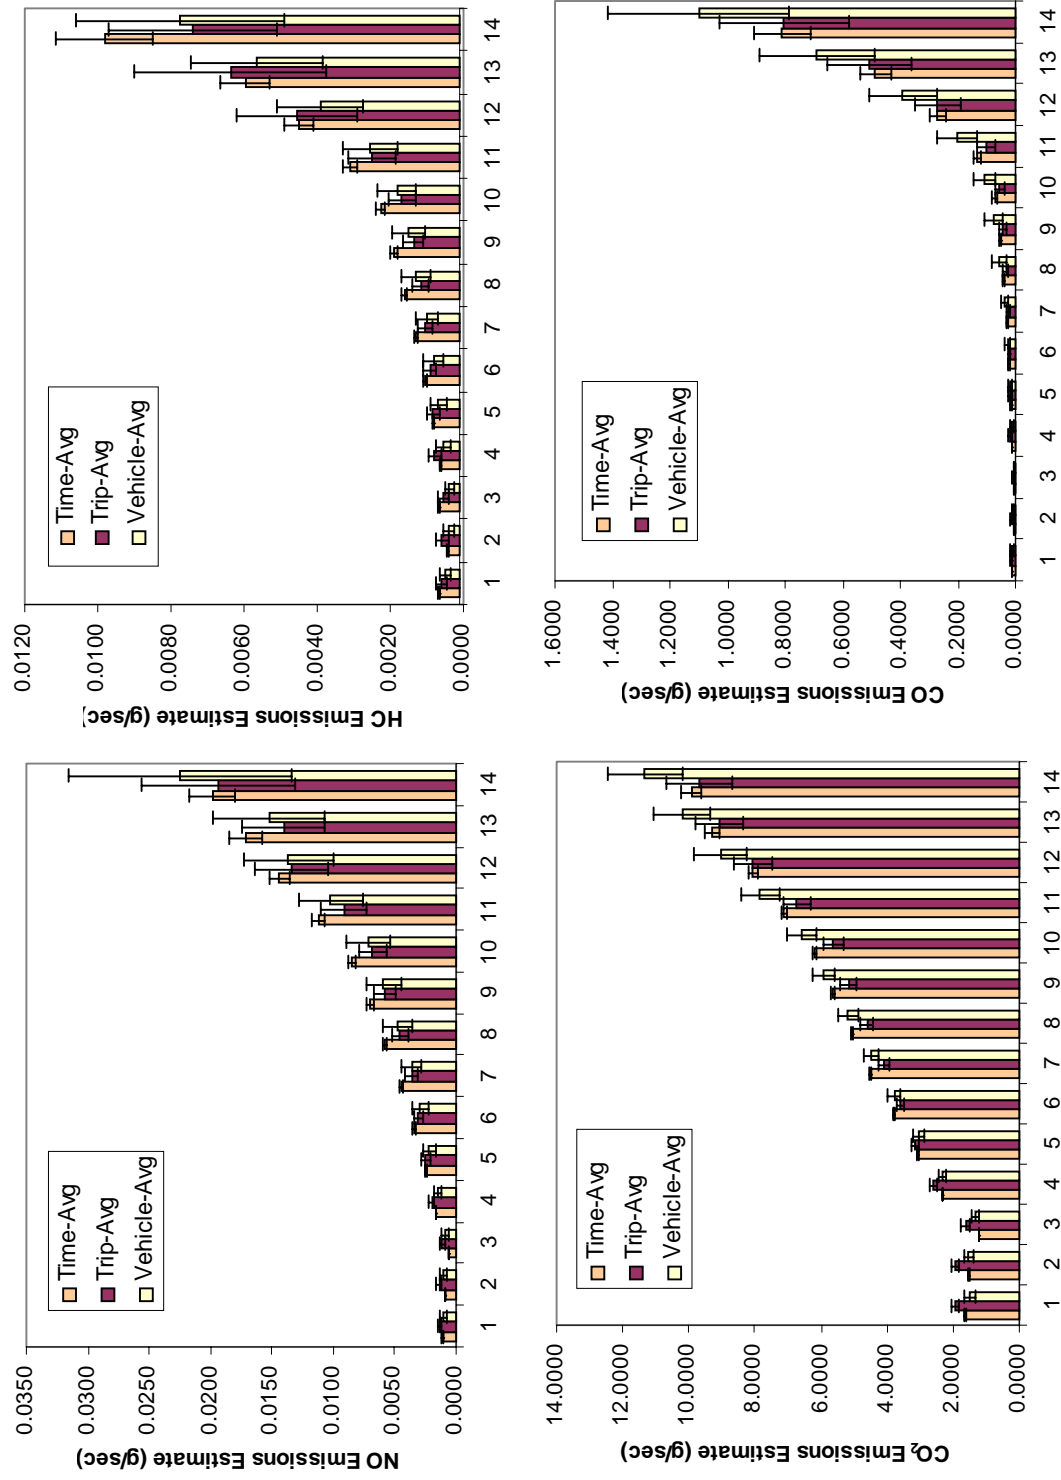 NO Emissions Estimate (g/sec)
0.0350
0.0300
0.0250
0.0200
0.0150
0.0100
0.0050
0.0000
Time-Avg
Trip-Avg
Vehicle-Avg
1 2 3 4 5 6 7 8 9 10 11 12 13 14
HC Emissions Estimate (g/sec)
0.0120
0.0100
0.0080
0.0060
0.0040
0.0020
0.0000
Time-Avg
Trip-Avg
Vehicle-Avg
1 2 3 4 5 6 7 8 9 10 11 12 13 14
CO₂ Emissions Estimate (g/sec)
14.0000
12.0000
10.0000
8.0000
6.0000
4.0000
2.0000
0.0000
Time-Avg
Trip-Avg
Vehicle-Avg
1 2 3 4 5 6 7 8 9 10 11 12 13 14
CO Emissions Estimate (g/sec)
1.6000
1.4000
1.2000
1.0000
0.8000
0.6000
0.4000
0.2000
0.0000
Time-Avg
Trip-Avg
Vehicle-Avg
1 2 3 4 5 6 7 8 9 10 11 12 13 14